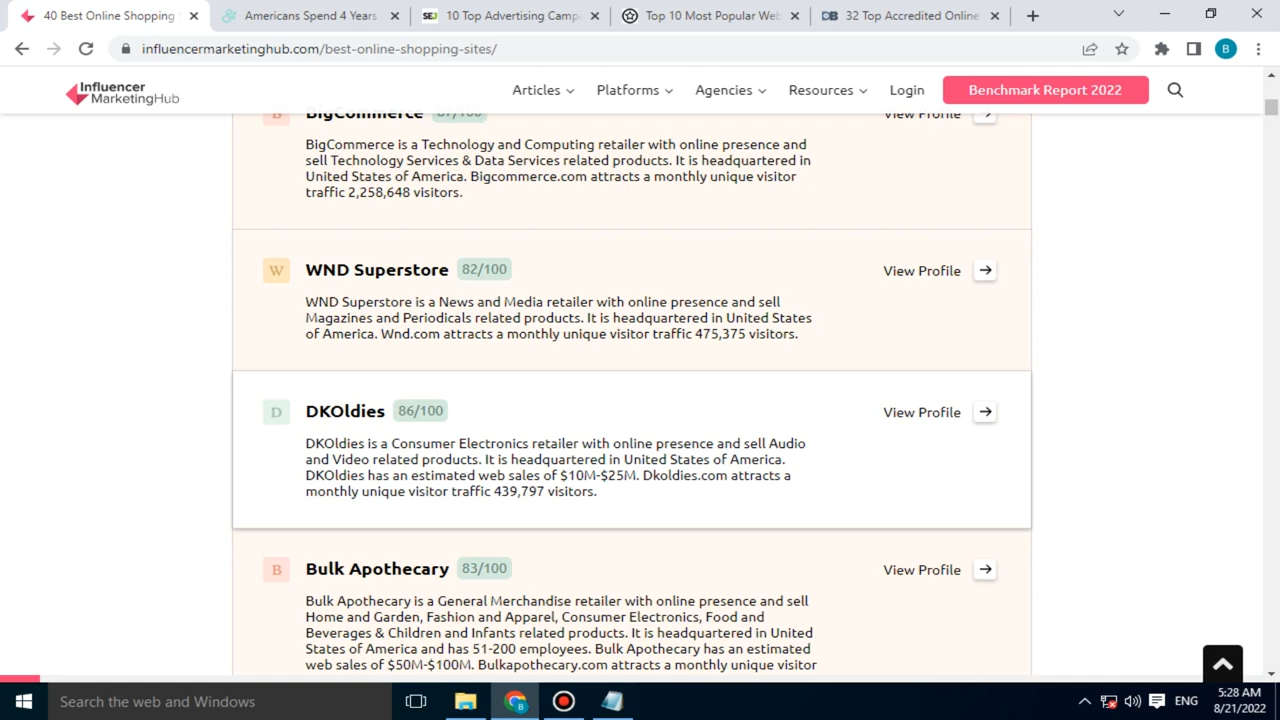 40 Best Online Shopping
Americans Spend 4 Years
SEJ
10 Top Advertising Camp
Top 10 Most Popular Web
DB
32 Top Accredited Online
influencermarketinghub.com/best-online-shopping-sites/
B
Influencer
MarketingHub
Articles
Platforms
Agencies
Resources
Login
Benchmark Report 2022
B
BigCommerce
87/100
View Profile
BigCommerce is a Technology and Computing retailer with online presence and
sell Technology Services & Data Services related products. It is headquartered in
United States of America. Bigcommerce.com attracts a monthly unique visitor
traffic 2,258,648 visitors.
W
WND Superstore
82/100
View Profile
WND Superstore is a News and Media retailer with online presence and sell
Magazines and Periodicals related products. It is headquartered in United States
of America. Wnd.com attracts a monthly unique visitor traffic 475,375 visitors.
D
DKOldies
86/100
View Profile
DKOldies is a Consumer Electronics retailer with online presence and sell Audio
and Video related products. It is headquartered in United States of America.
DKOldies has an estimated web sales of $10M-$25M. Dkoldies.com attracts a
monthly unique visitor traffic 439,797 visitors.
B
Bulk Apothecary
83/100
View Profile
Bulk Apothecary is a General Merchandise retailer with online presence and sell
Home and Garden, Fashion and Apparel, Consumer Electronics, Food and
Beverages & Children and Infants related products. It is headquartered in United
States of America and has 51-200 employees. Bulk Apothecary has an estimated
web sales of $50M-$100M. Bulkapothecary.com attracts a monthly unique visitor
Search the web and Windows
ENG
5:28 AM
8/21/2022